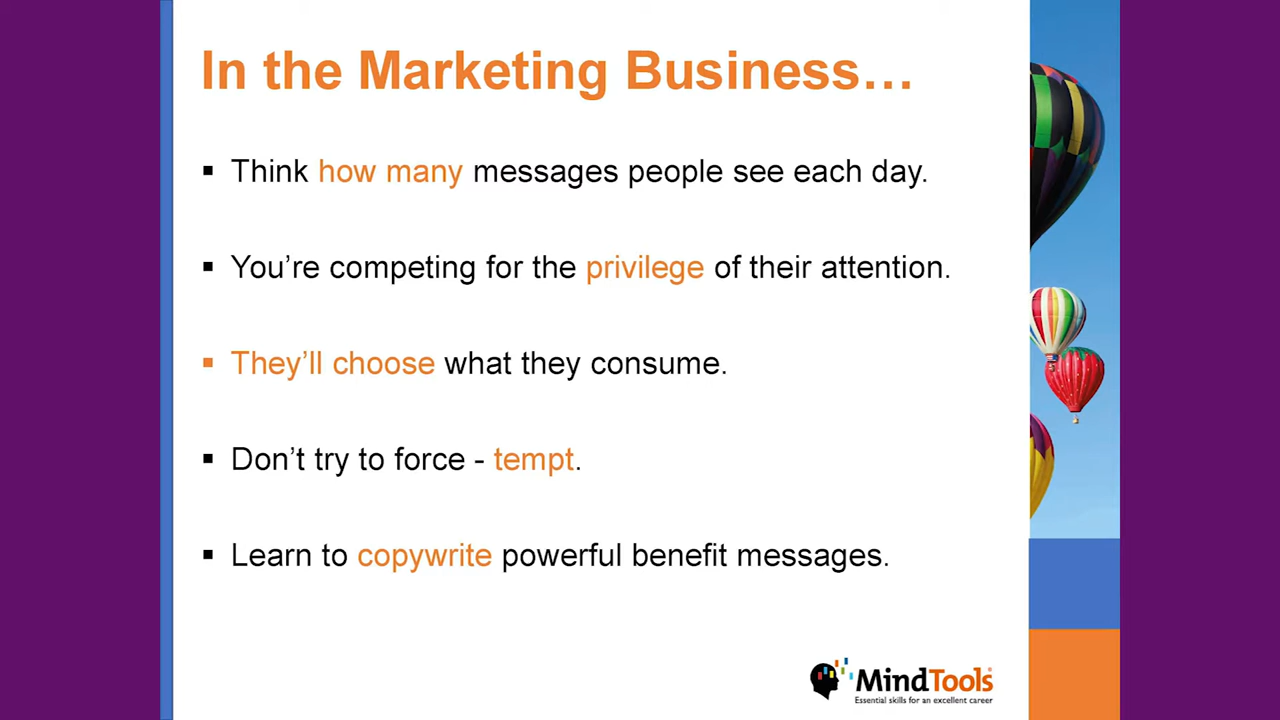 In the Marketing Business…
▪ Think how many messages people see each day.
▪ You’re competing for the privilege of their attention.
▪ They’ll choose what they consume.
▪ Don’t try to force - tempt.
▪ Learn to copywrite powerful benefit messages.
MindTools
Essential skills for an excellent career